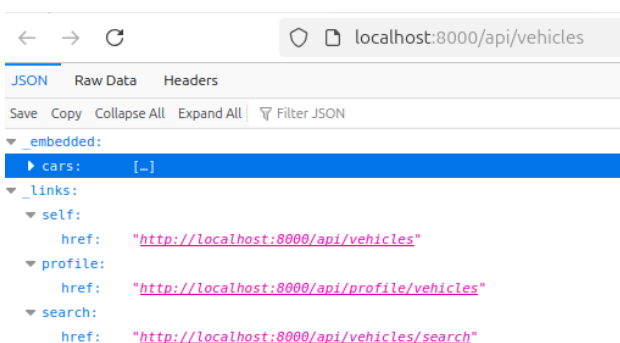 localhost:8000/api/vehicles
JSON Raw Data Headers
Save Copy Collapse All Expand All Filter JSON
_embedded:
cars: […]
_links:
self:
href: "http://localhost:8000/api/vehicles"
profile:
href: "http://localhost:8000/api/profile/vehicles"
search:
href: "http://localhost:8000/api/vehicles/search"